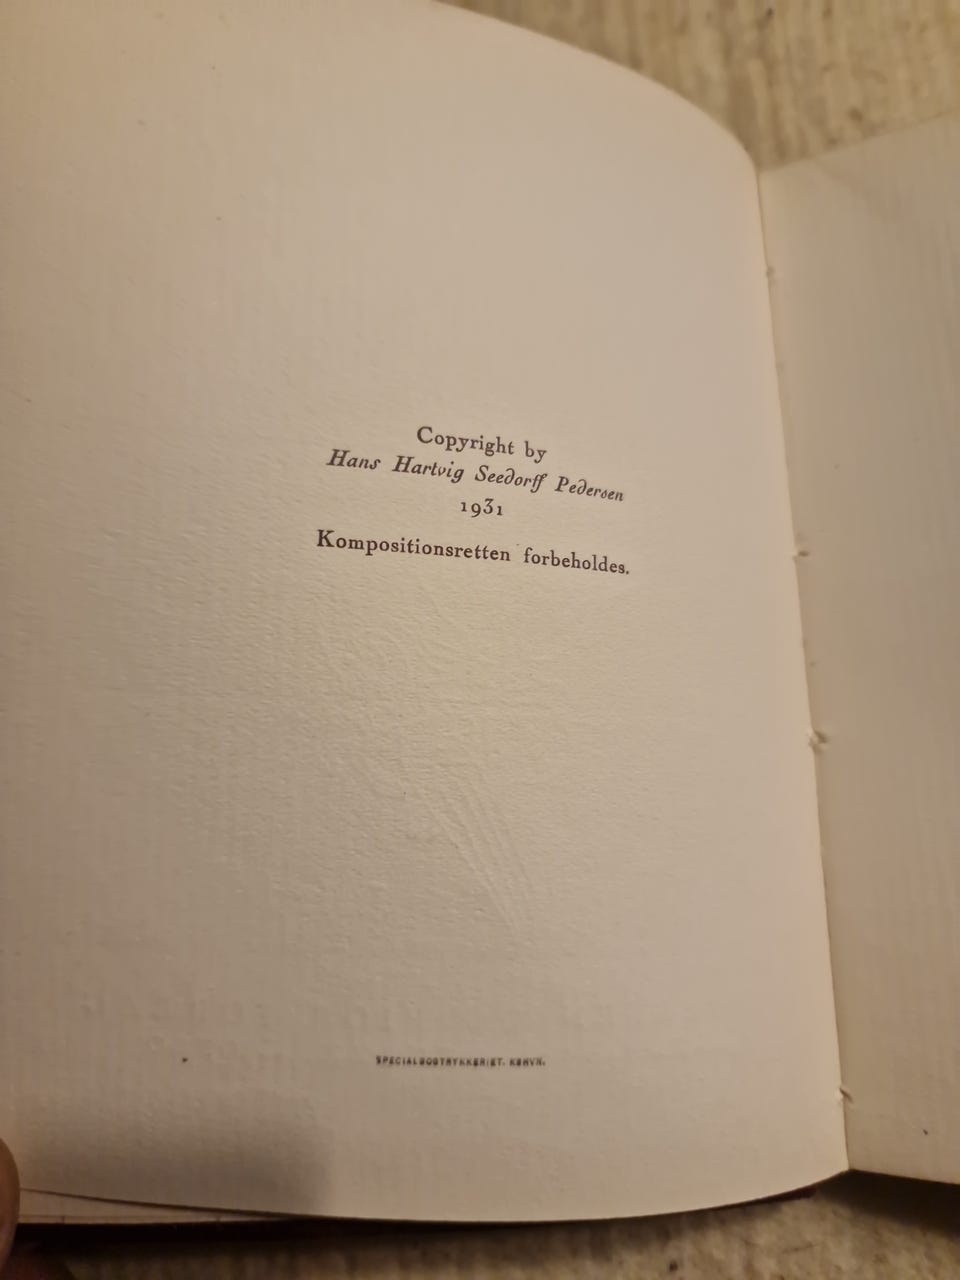 Copyright by
Hans Hartvig Seedorff Pedersen
1931
Kompositionsretten forbeholdes.
SPECIALBOGTRYKKERIET. KBHVN.